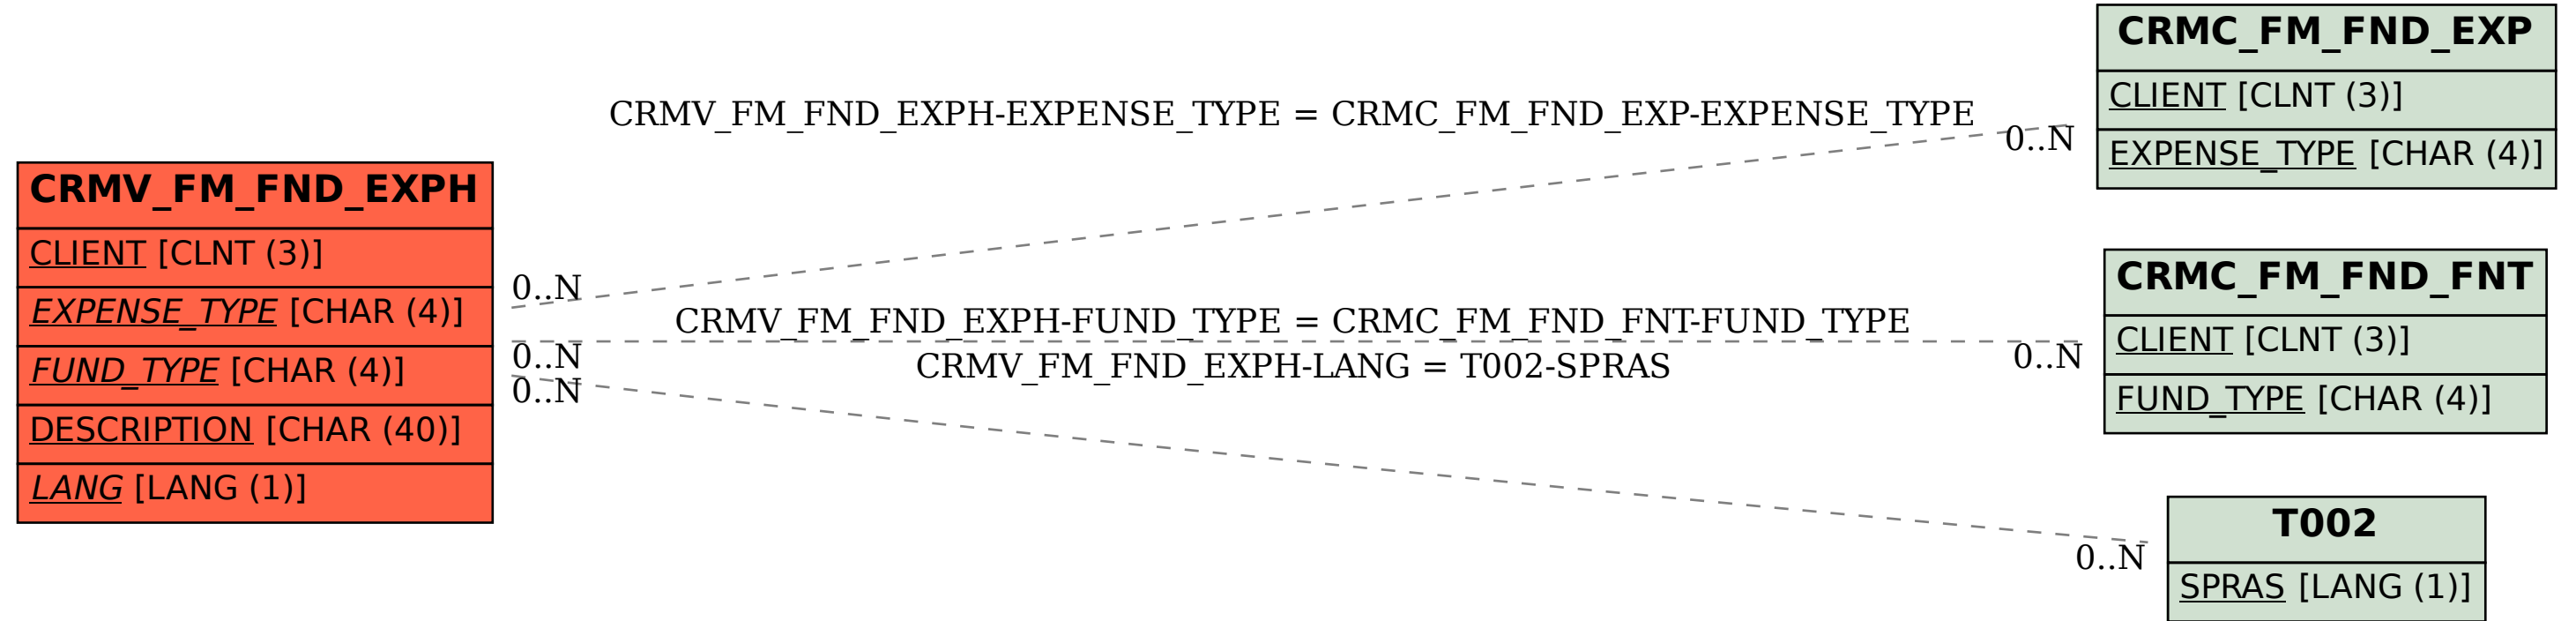 CRMV_FM_FND_EXPH
CLIENT [CLNT (3)]
EXPENSE_TYPE [CHAR (4)]
FUND_TYPE [CHAR (4)]
DESCRIPTION [CHAR (40)]
LANG [LANG (1)]
CRMV_FM_FND_EXPH-EXPENSE_TYPE = CRMC_FM_FND_EXP-EXPENSE_TYPE
0..N
0..N
CRMV_FM_FND_EXPH-FUND_TYPE = CRMC_FM_FND_FNT-FUND_TYPE
0..N
0..N
CRMV_FM_FND_EXPH-LANG = T002-SPRAS
0..N
0..N
CRMC_FM_FND_EXP
CLIENT [CLNT (3)]
EXPENSE_TYPE [CHAR (4)]
CRMC_FM_FND_FNT
CLIENT [CLNT (3)]
FUND_TYPE [CHAR (4)]
T002
SPRAS [LANG (1)]